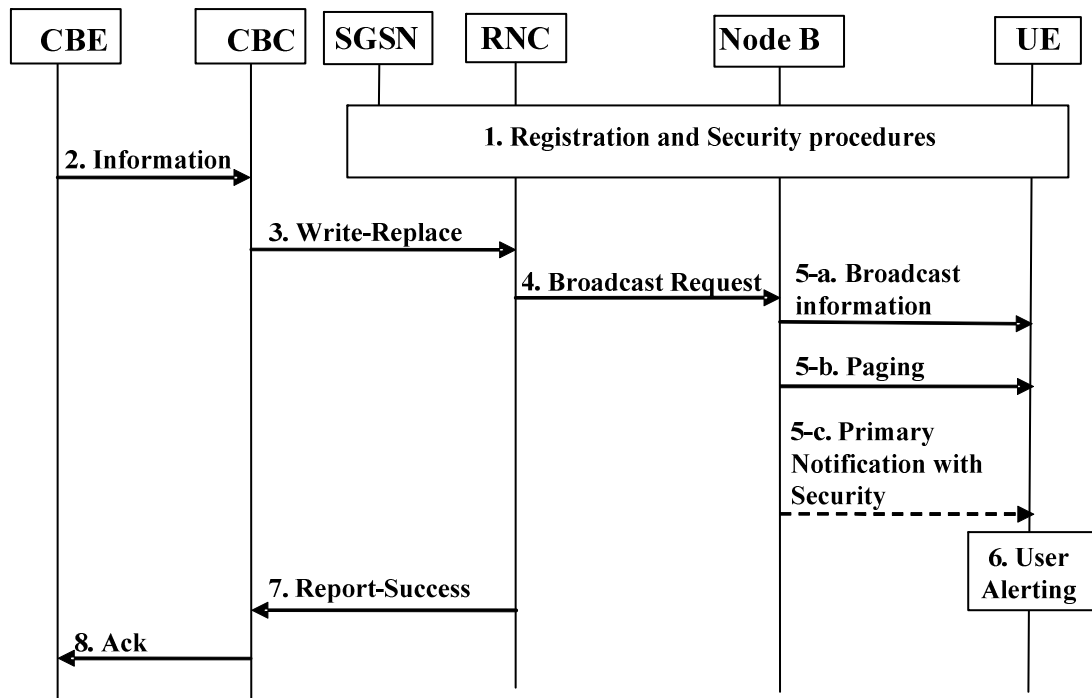 CBE
CBC
SGSN
RNC
Node B
UE
1. Registration and Security procedures
2. Information
3. Write-Replace
4. Broadcast Request
5-a. Broadcast
information
5-b. Paging
5-c. Primary
Notification with
Security
6. User
Alerting
7. Report-Success
8. Ack